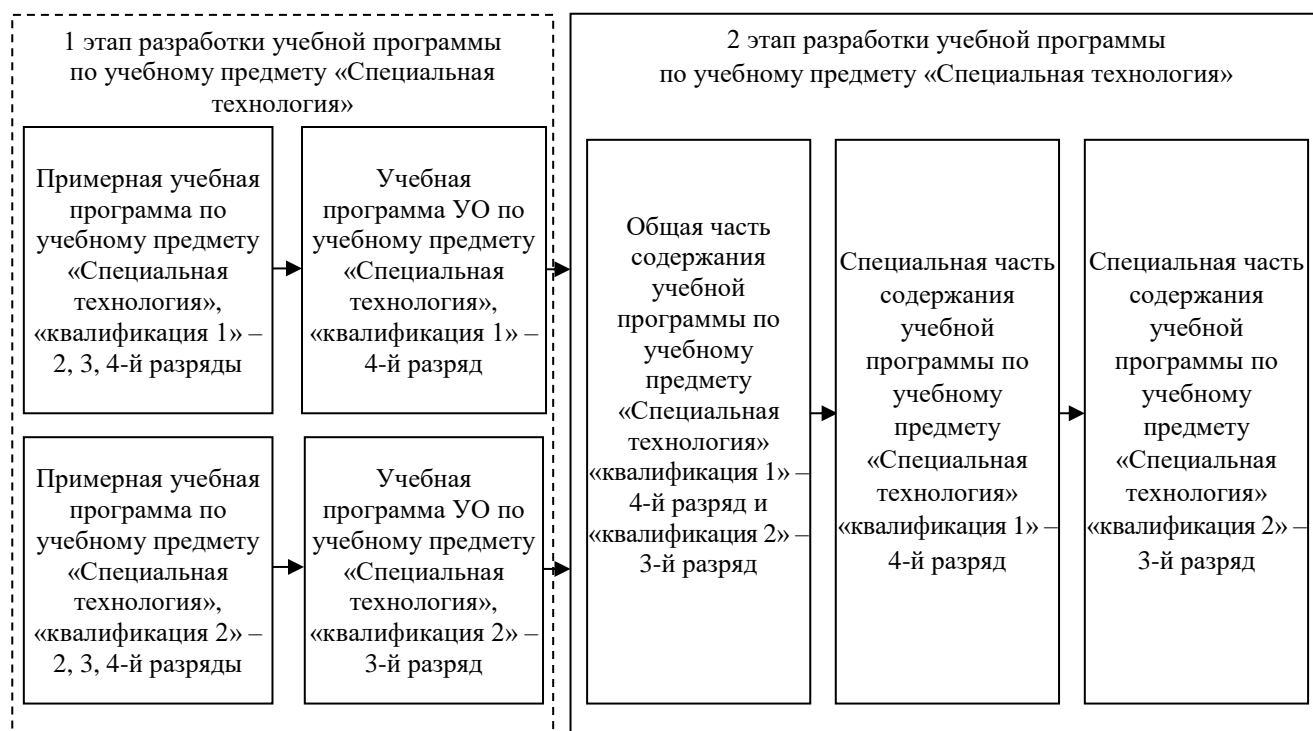 1 этап разработки учебной программы
по учебному предмету «Специальная
технология»
Примерная учебная
программа по
учебному предмету
«Специальная
технология»,
«квалификация 1» –
2, 3, 4-й разряды
Учебная
программа УО по
учебному предмету
«Специальная
технология»,
«квалификация 1» –
4-й разряд
Примерная учебная
программа по
учебному предмету
«Специальная
технология»,
«квалификация 2» –
2, 3, 4-й разряды
Учебная
программа УО по
учебному предмету
«Специальная
технология»,
«квалификация 2» –
3-й разряд
2 этап разработки учебной программы
по учебному предмету «Специальная технология»
Общая часть
содержания
учебной
программы по
учебному
предмету
«Специальная
технология»
«квалификация 1» –
4-й разряд и
«квалификация 2» –
3-й разряд
Специальная часть
содержания
учебной
программы по
учебному
предмету
«Специальная
технология»
«квалификация 1» –
4-й разряд
Специальная часть
содержания
учебной
программы по
учебному
предмету
«Специальная
технология»
«квалификация 2» –
3-й разряд